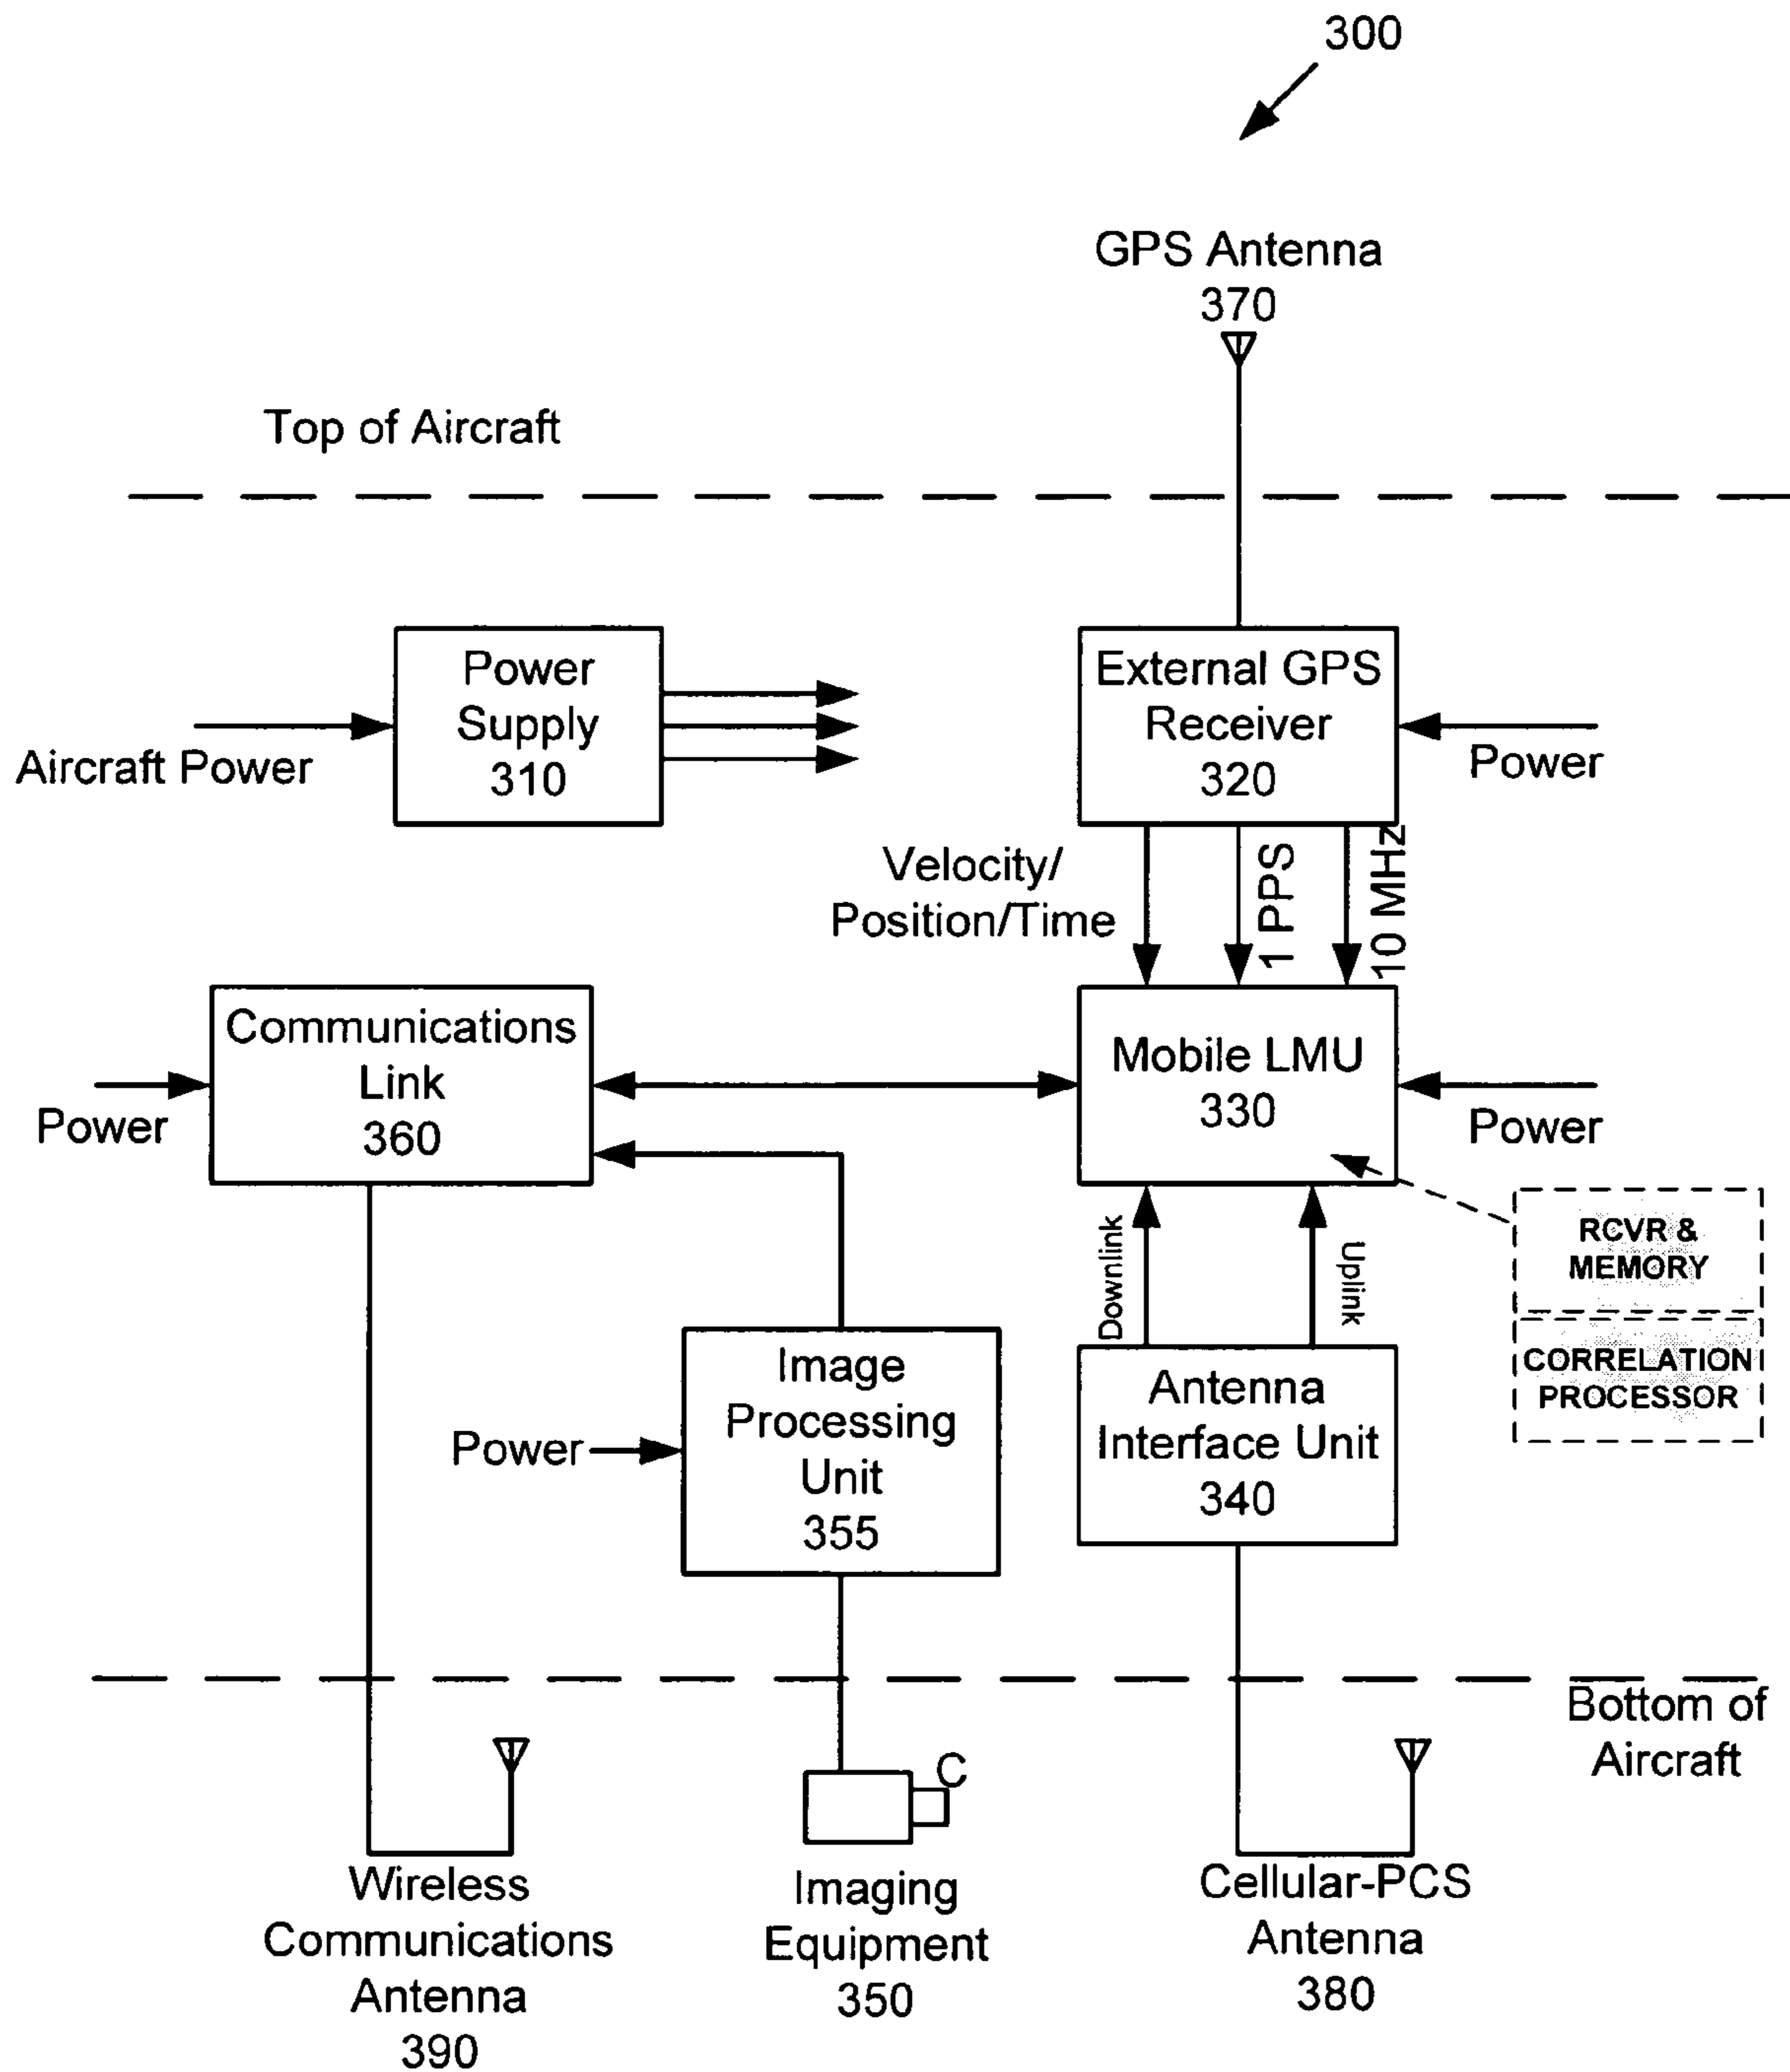 300
GPS Antenna
370
Top of Aircraft
Power
Supply
310
Aircraft Power
External GPS
Receiver
320
Power
Velocity/
Position/Time
1 PPS
10 MHz
Communications
Link
360
Power
Mobile LMU
330
Power
RCVR &
MEMORY
CORRELATION
PROCESSOR
Downlink
Uplink
Image
Processing
Unit
355
Power
Antenna
Interface Unit
340
Bottom of
Aircraft
C
Wireless
Communications
Antenna
390
Imaging
Equipment
350
Cellular-PCS
Antenna
380